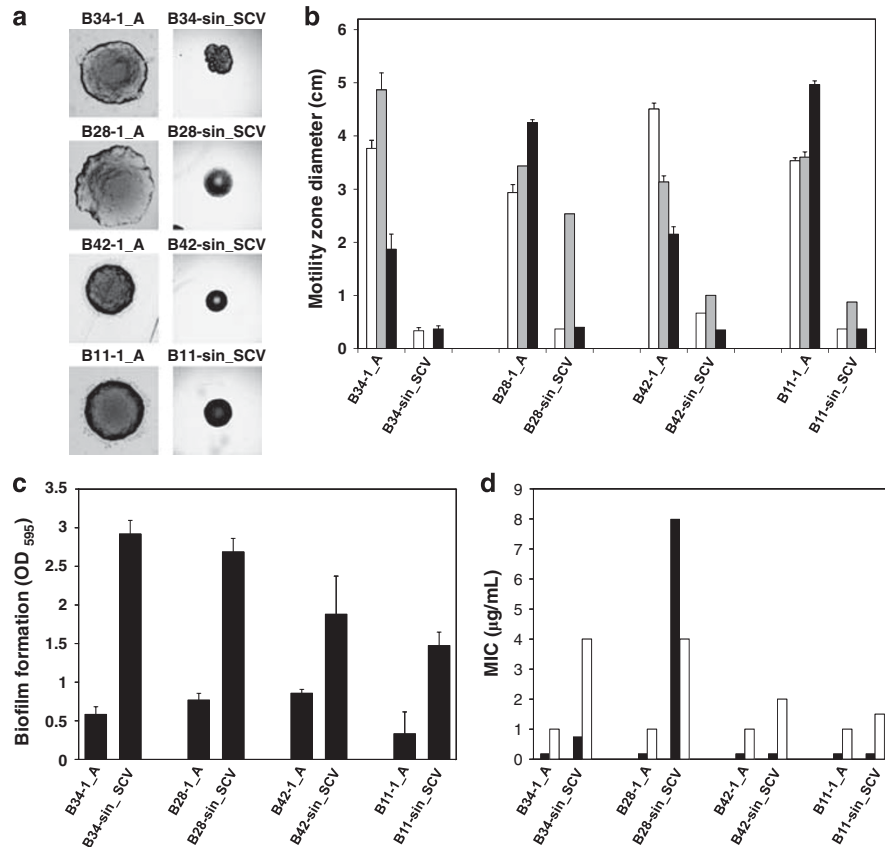 a
B34-1_A B34-sin_SCV
B28-1_A B28-sin_SCV
B42-1_A B42-sin_SCV
B11-1_A B11-sin_SCV
b
Motility zone diameter (cm)
6
5
4
3
2
1
0
B34-1_A
B34-sin_SCV
B28-1_A
B28-sin_SCV
B42-1_A
B42-sin_SCV
B11-1_A
B11-sin_SCV
c
Biofilm formation (OD 595)
3.5
3
2.5
2
1.5
1
0.5
0
B34-1_A
B34-sin_SCV
B28-1_A
B28-sin_SCV
B42-1_A
B42-sin_SCV
B11-1_A
B11-sin_SCV
d
MIC (µg/mL)
9
8
7
6
5
4
3
2
1
0
B34-1_A
B34-sin_SCV
B28-1_A
B28-sin_SCV
B42-1_A
B42-sin_SCV
B11-1_A
B11-sin_SCV